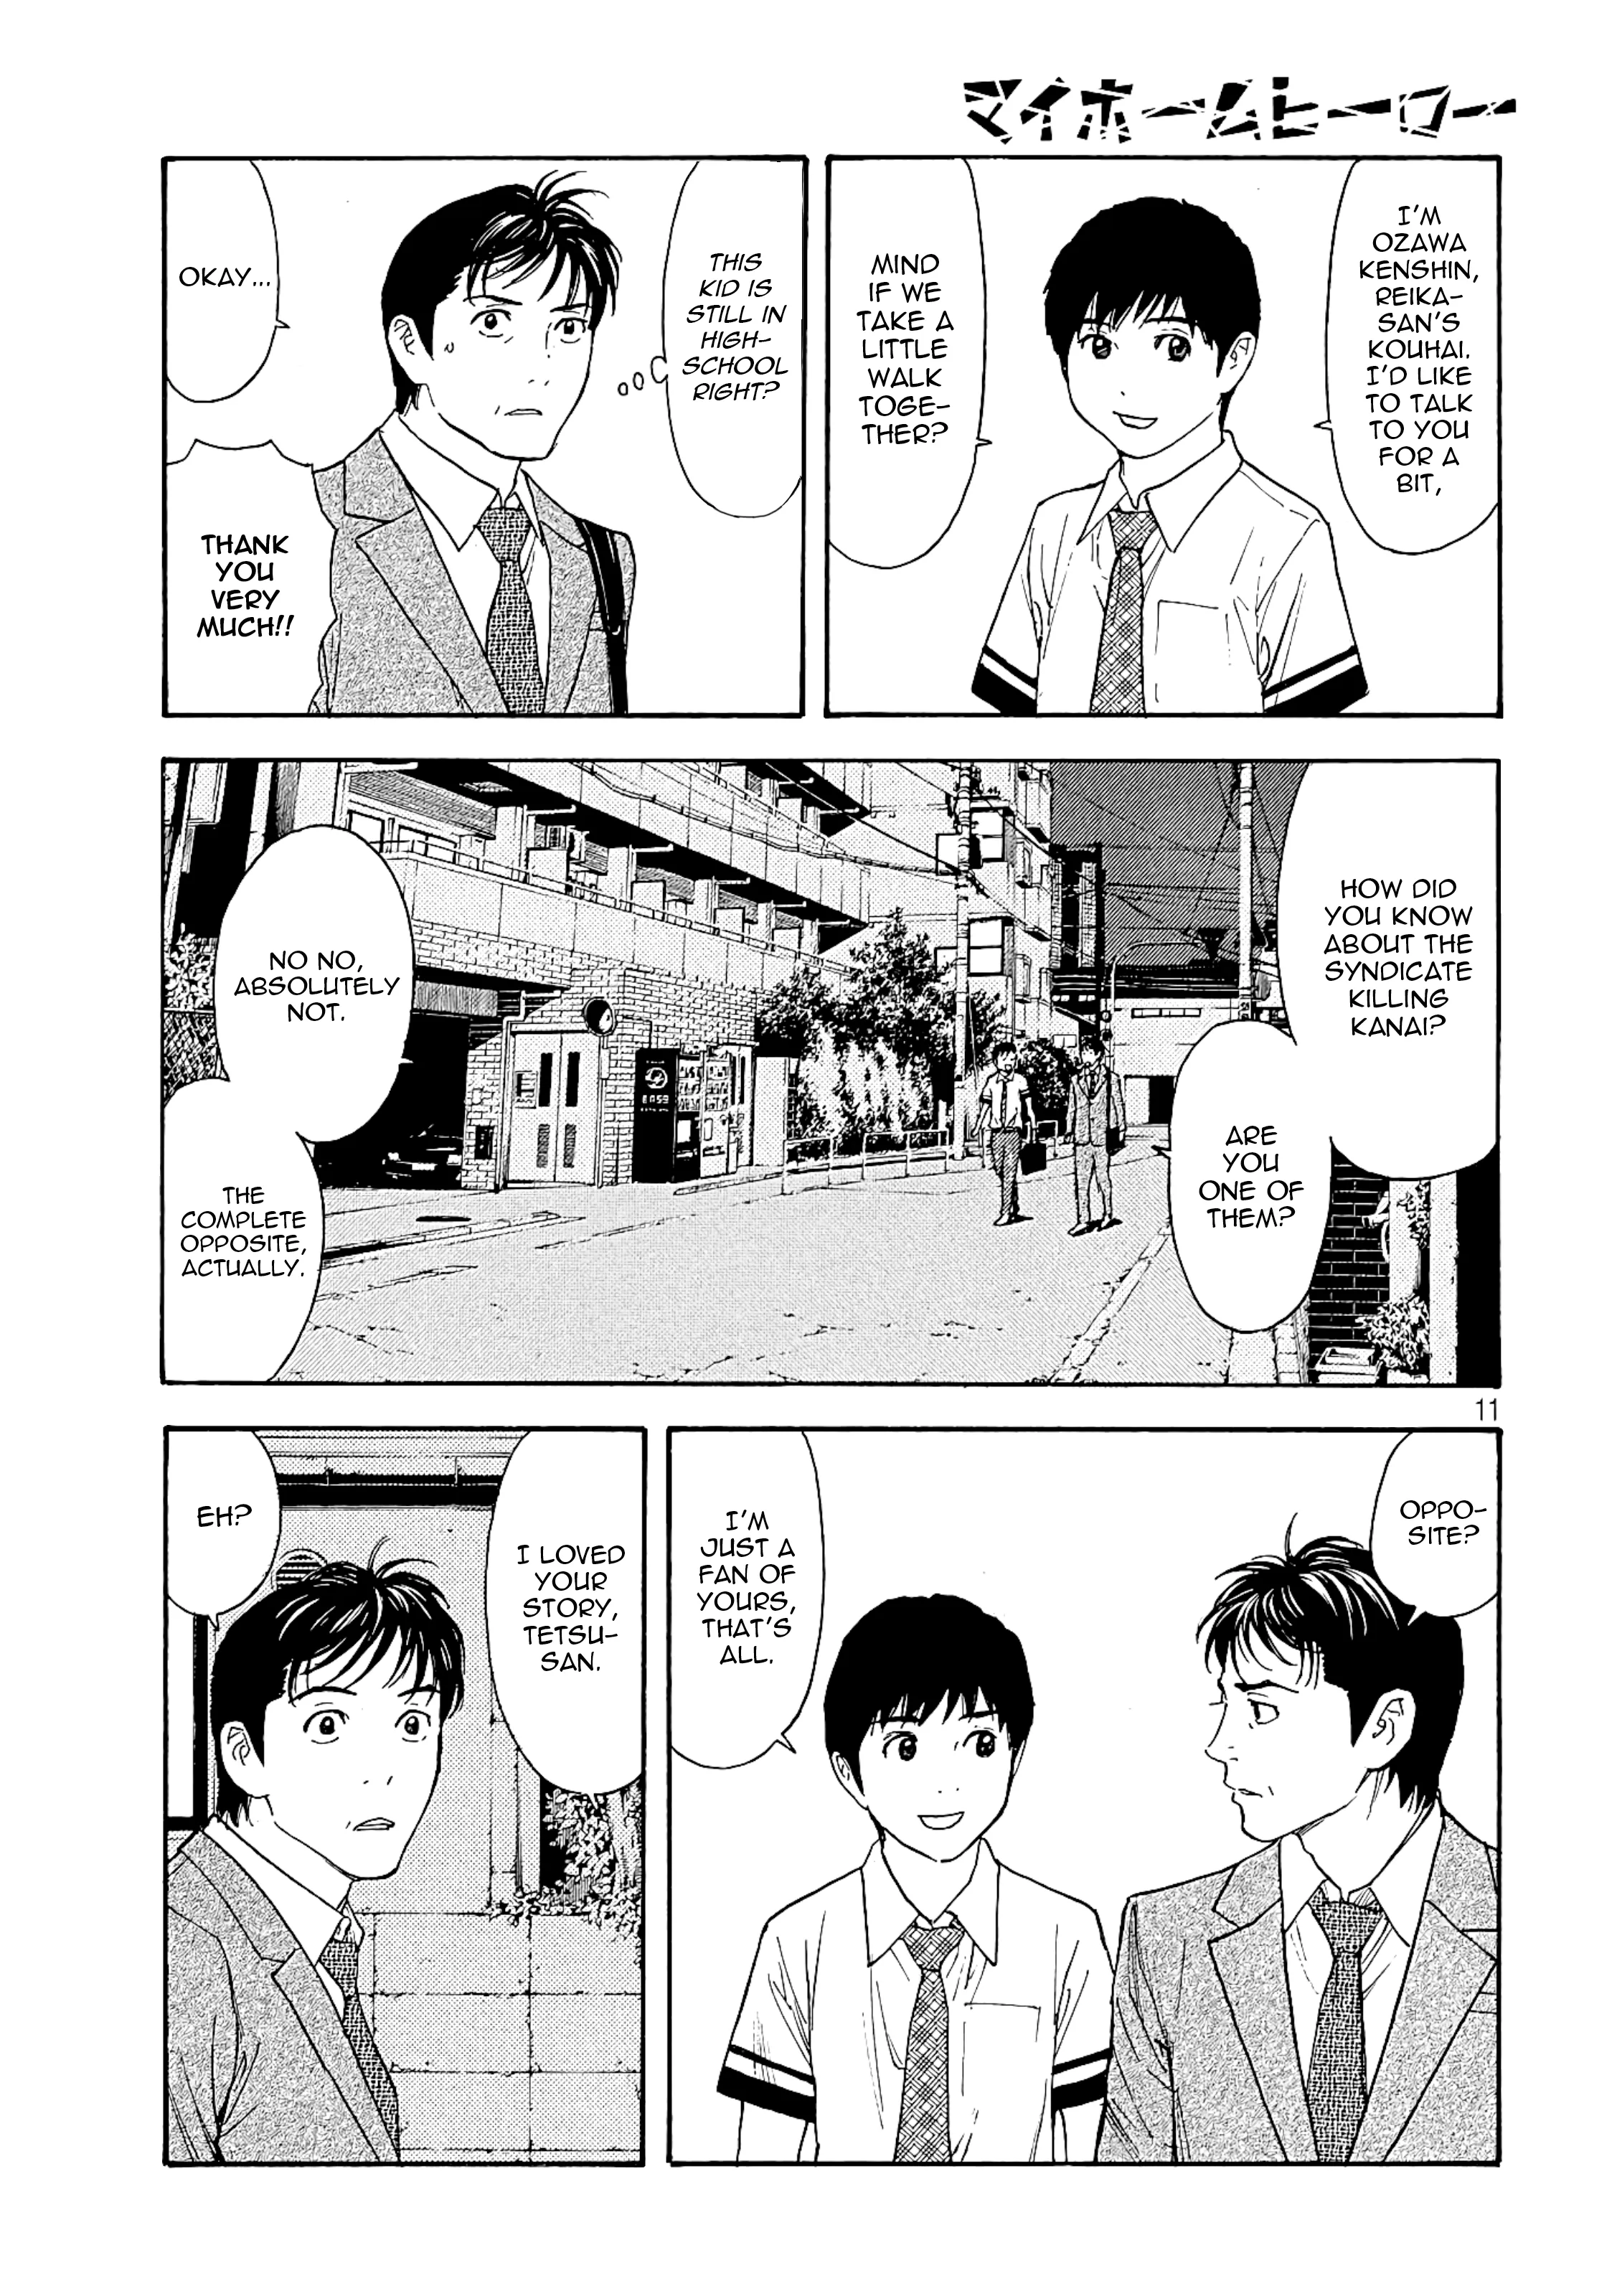 マイホームヒーロー
I'M
OZAWA
KENSHIN,
REIKA-
SAN'S
KOUHAI.
I'D LIKE
TO TALK
TO YOU
FOR A
BIT,
MIND
IF WE
TAKE A
LITTLE
WALK
TOGE-
THER?
THIS
KID IS
STILL IN
HIGH-
SCHOOL
RIGHT?
OKAY...
THANK
YOU
VERY
MUCH!!
HOW DID
YOU KNOW
ABOUT THE
SYNDICATE
KILLING
KANAI?
ARE
YOU
ONE OF
THEM?
NO NO,
ABSOLUTELY
NOT.
THE
COMPLETE
OPPOSITE,
ACTUALLY.
11
OPPO-
SITE?
I'M
JUST A
FAN OF
YOURS,
THAT'S
ALL.
I LOVED
YOUR
STORY,
TETSU-
SAN.
EH?